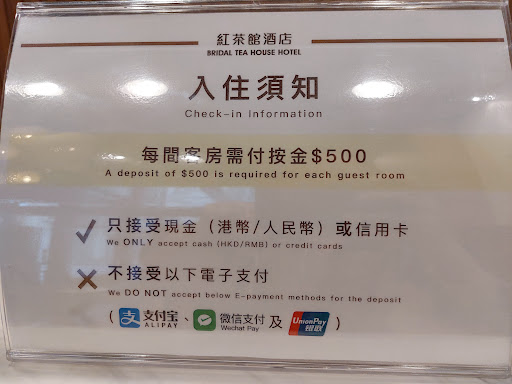 紅茶館酒店
BRIDAL TEA HOUSE HOTEL
入住須知
Check-in Information
每間客房需付按金$500
A deposit of $500 is required for each guest room
✓ 只接受現金（港幣/人民幣）或信用卡
We ONLY accept cash (HKD/RMB) or credit cards
✗ 不接受以下電子支付
We DO NOT accept below E-payment methods for the deposit
( 支 支付宝 ALIPAY、微信支付 Wechat Pay 及 UnionPay 银联 )